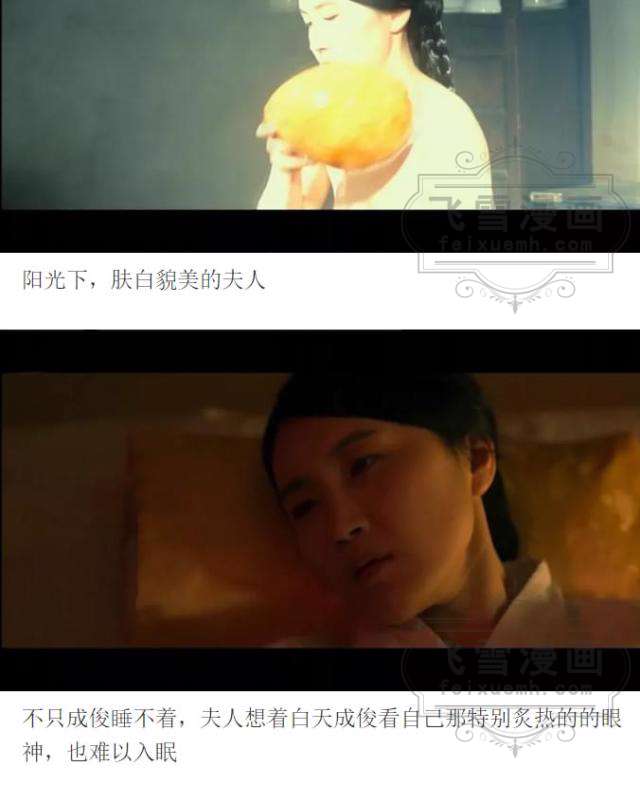 飞雪漫画
feixuemh.com
阳光下，肤白貌美的夫人
飞雪漫画
feixuemh.com
不只成俊睡不着，夫人想着白天成俊看自己那特别炙热的的眼
神，也难以入眠